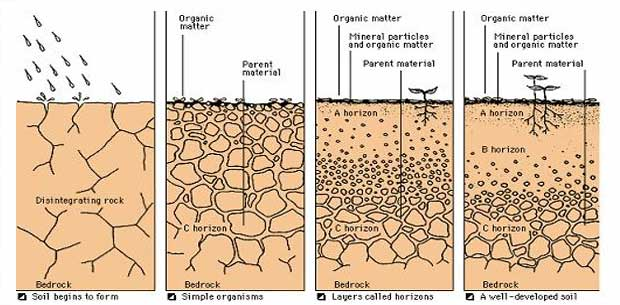 Disintegrating rock
Bedrock
Soil begins to form
Organic
matter
Parent
material
C horizon
Bedrock
Simple organisms
Organic matter
Mineral particles
and organic matter
Parent material
A horizon
C horizon
Bedrock
Layers called horizons
Organic matter
Mineral particles
and organic matter
Parent material
A horizon
B horizon
C horizon
Bedrock
A well-developed soil